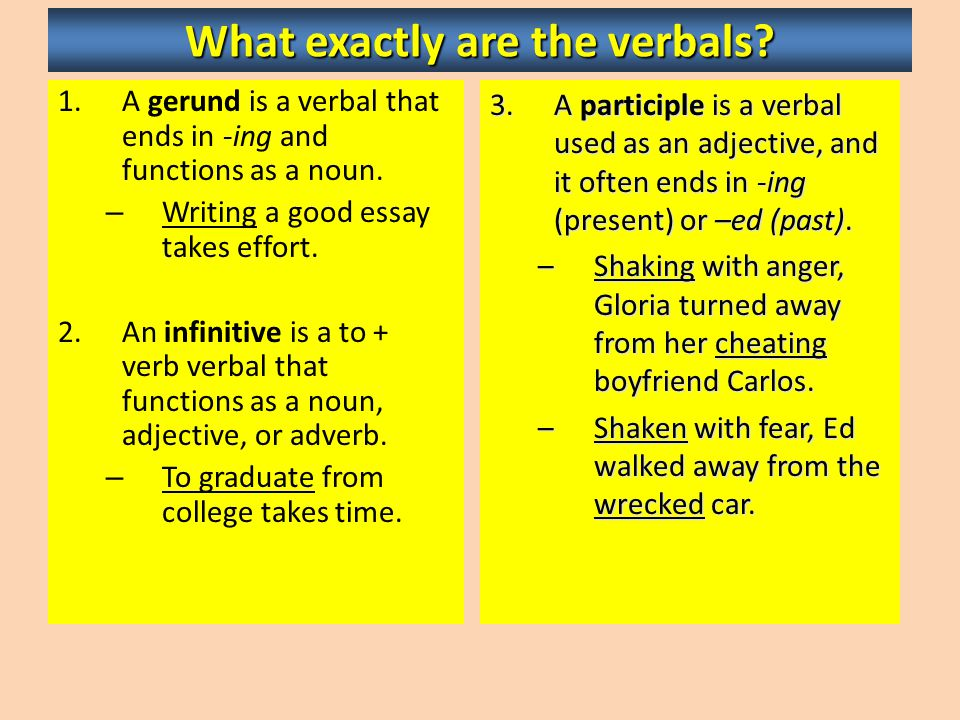 What exactly are the verbals?
1. A gerund is a verbal that
ends in -ing and
functions as a noun.
– Writing a good essay
takes effort.
2. An infinitive is a to +
verb verbal that
functions as a noun,
adjective, or adverb.
– To graduate from
college takes time.
3. A participle is a verbal
used as an adjective, and
it often ends in -ing
(present) or –ed (past).
– Shaking with anger,
Gloria turned away
from her cheating
boyfriend Carlos.
– Shaken with fear, Ed
walked away from the
wrecked car.